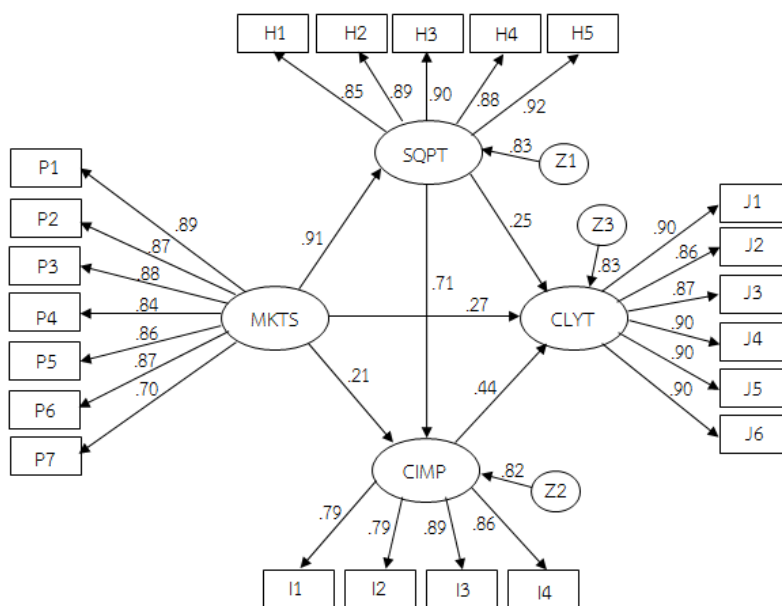 H1
H2
H3
H4
H5
.85
.89
.90
.88
.92
SQPT
.83
Z1
P1
P2
P3
P4
P5
P6
P7
.89
.87
.88
.84
.86
.87
.70
MKTS
.91
.25
.71
.27
.21
.44
Z3
.83
CLYT
.90
.86
.87
.90
.90
.90
J1
J2
J3
J4
J5
J6
CIMP
.82
Z2
.79
.79
.89
.86
I1
I2
I3
I4